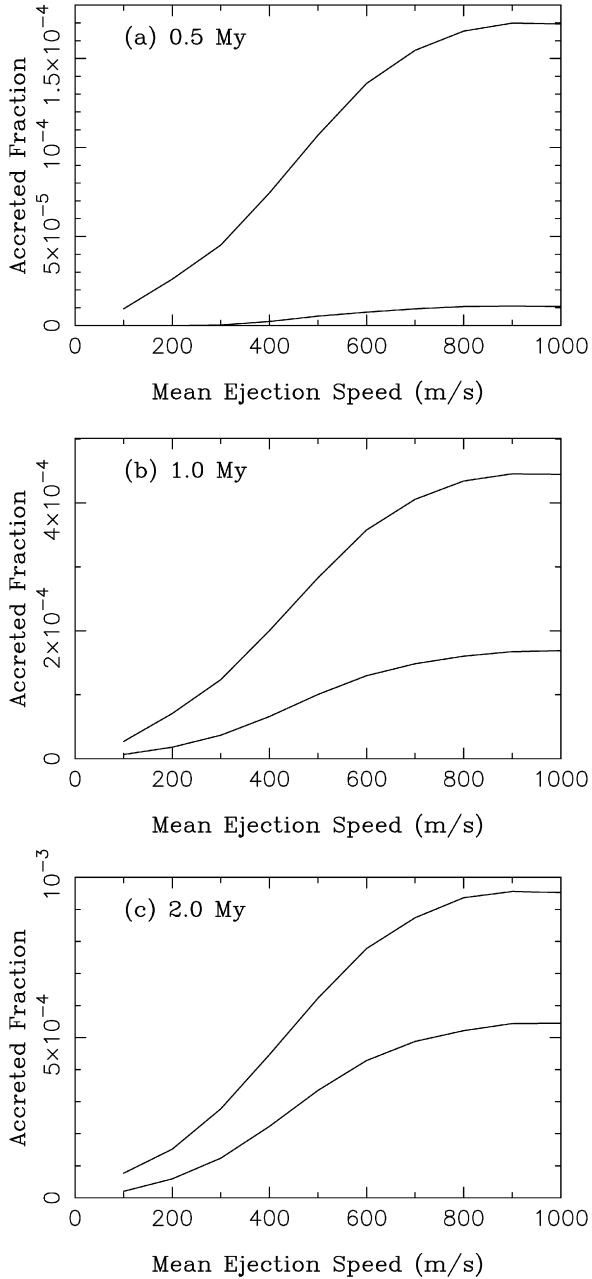 (a) 0.5 My
Accreted Fraction
0
5×10⁻⁵
10⁻⁴
1.5×10⁻⁴
0 200 400 600 800 1000
Mean Ejection Speed (m/s)
(b) 1.0 My
Accreted Fraction
0
2×10⁻⁴
4×10⁻⁴
0 200 400 600 800 1000
Mean Ejection Speed (m/s)
(c) 2.0 My
Accreted Fraction
0
5×10⁻⁴
10⁻³
0 200 400 600 800 1000
Mean Ejection Speed (m/s)